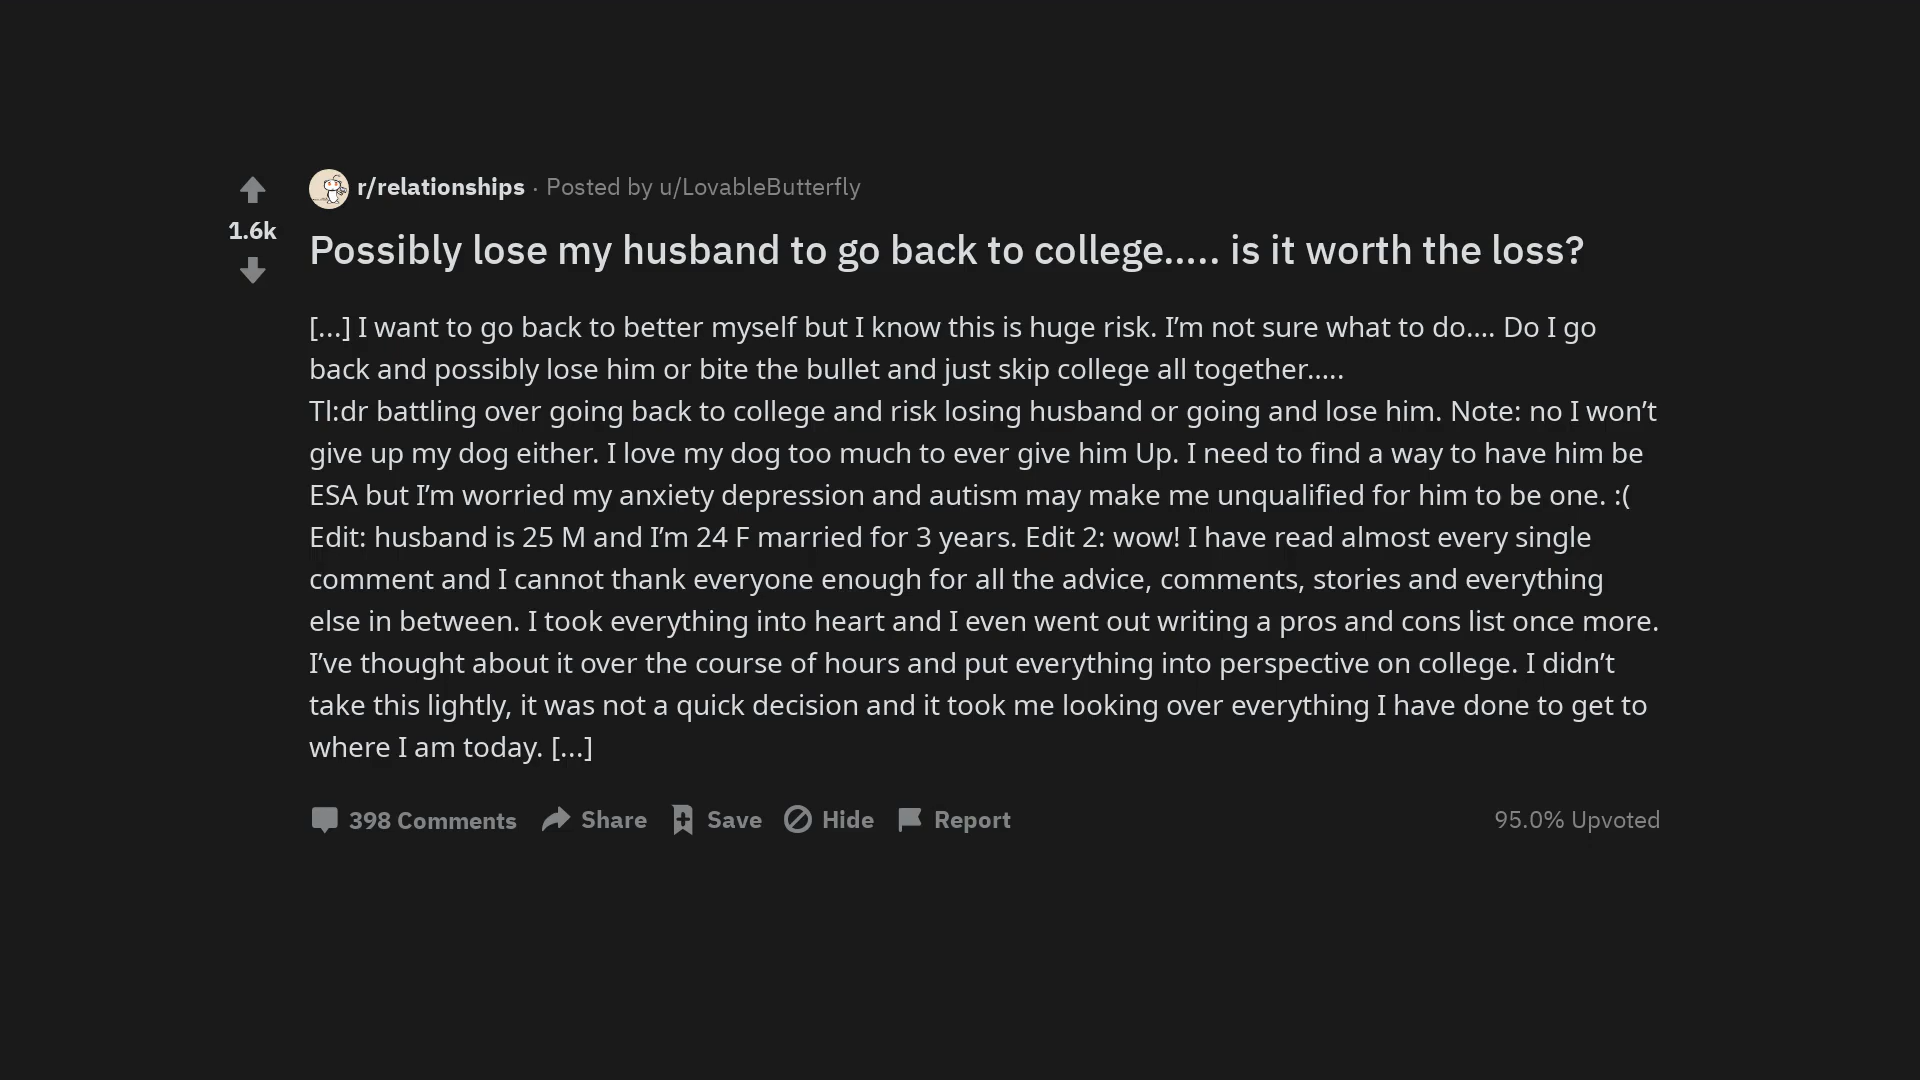 r/relationships · Posted by u/LovableButterfly
1.6k
Possibly lose my husband to go back to college..... is it worth the loss?
[...] I want to go back to better myself but I know this is huge risk. I’m not sure what to do.... Do I go
back and possibly lose him or bite the bullet and just skip college all together.....
Tl:dr battling over going back to college and risk losing husband or going and lose him. Note: no I won’t
give up my dog either. I love my dog too much to ever give him Up. I need to find a way to have him be
ESA but I’m worried my anxiety depression and autism may make me unqualified for him to be one. :(
Edit: husband is 25 M and I’m 24 F married for 3 years. Edit 2: wow! I have read almost every single
comment and I cannot thank everyone enough for all the advice, comments, stories and everything
else in between. I took everything into heart and I even went out writing a pros and cons list once more.
I’ve thought about it over the course of hours and put everything into perspective on college. I didn’t
take this lightly, it was not a quick decision and it took me looking over everything I have done to get to
where I am today. [...]
398 Comments Share Save Hide Report 95.0% Upvoted